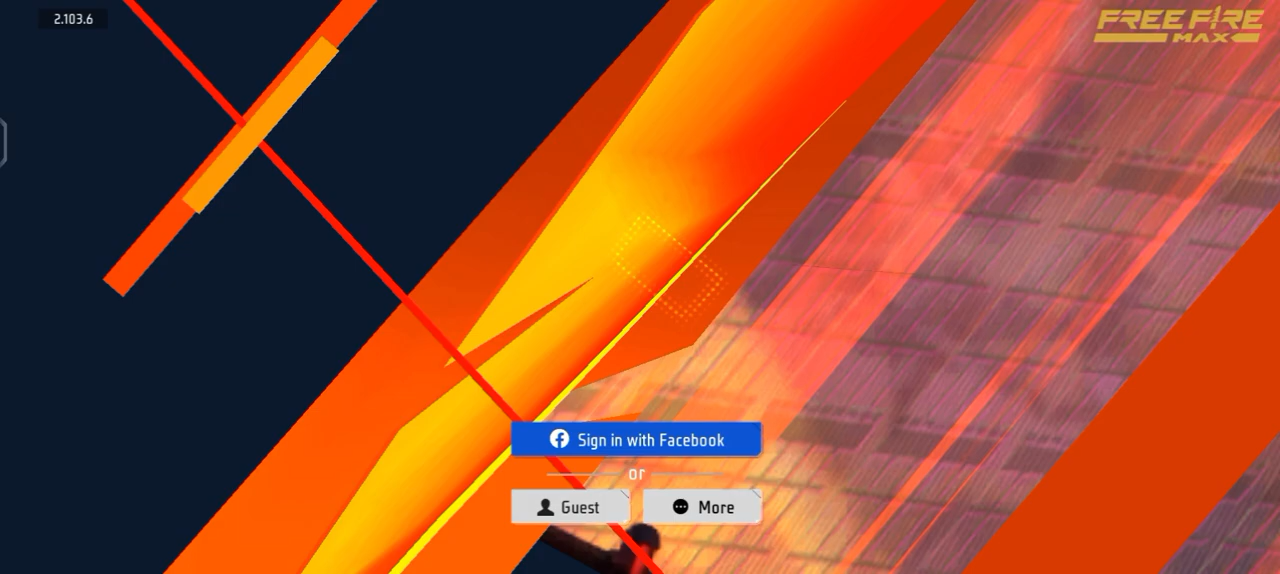 2.103.6
FREE FIRE
MAX
Sign in with Facebook
or
Guest
More